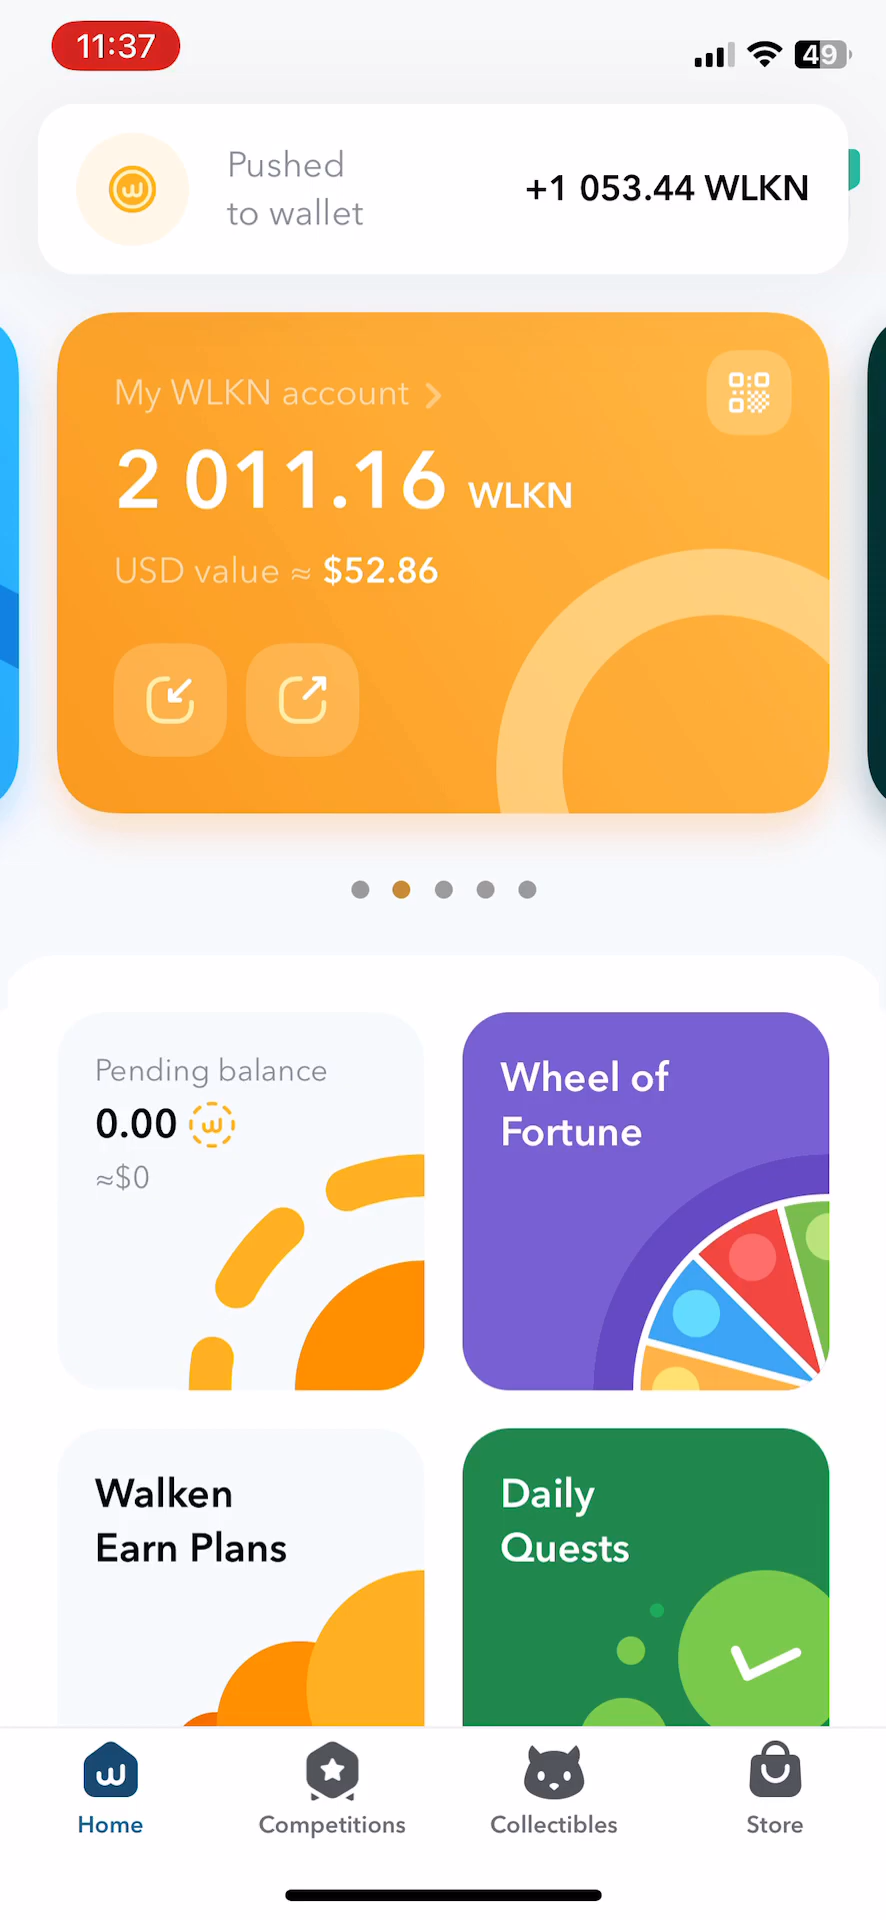 11:37
49
Pushed
to wallet
+1 053.44 WLKN
My WLKN account
2 011.16 WLKN
USD value ≈ $52.86
Pending balance
0.00
≈$0
Wheel of
Fortune
Walken
Earn Plans
Daily
Quests
Home
Competitions
Collectibles
Store